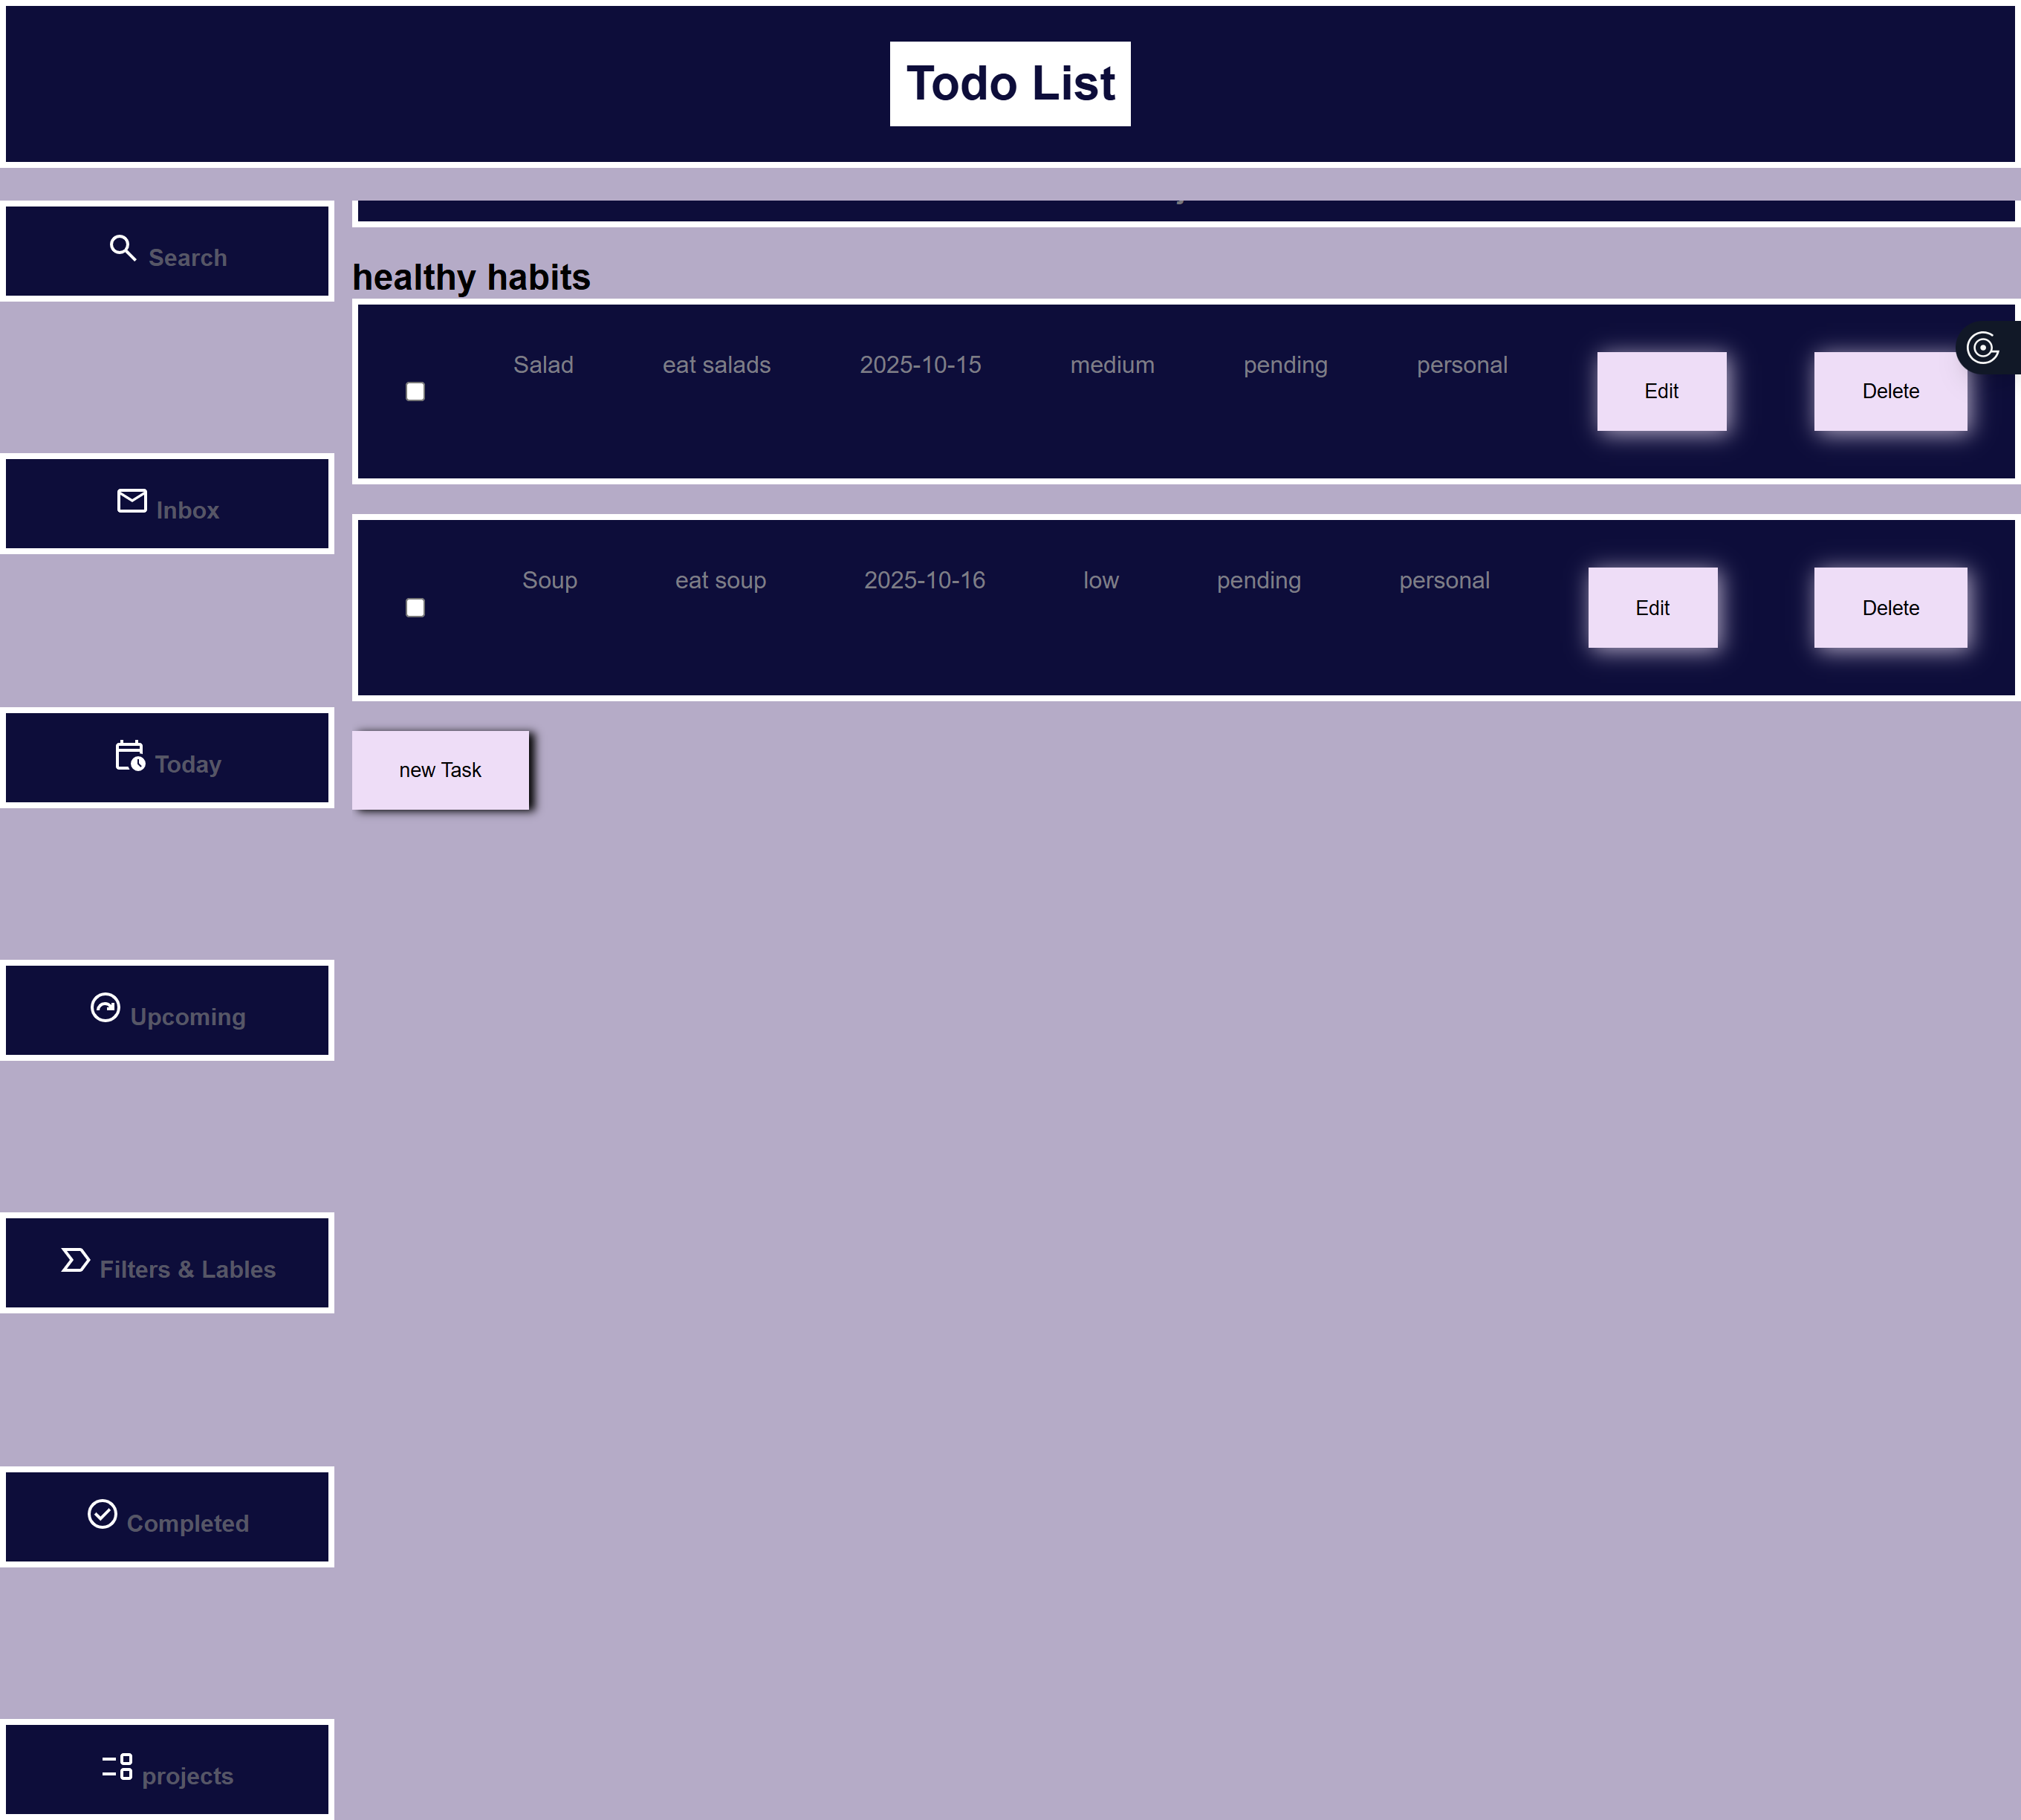 Todo List
Search
healthy habits
Salad eat salads 2025-10-15 medium pending personal Edit Delete
Inbox
Soup eat soup 2025-10-16 low pending personal Edit Delete
Today
new Task
Upcoming
Filters & Lables
Completed
projects